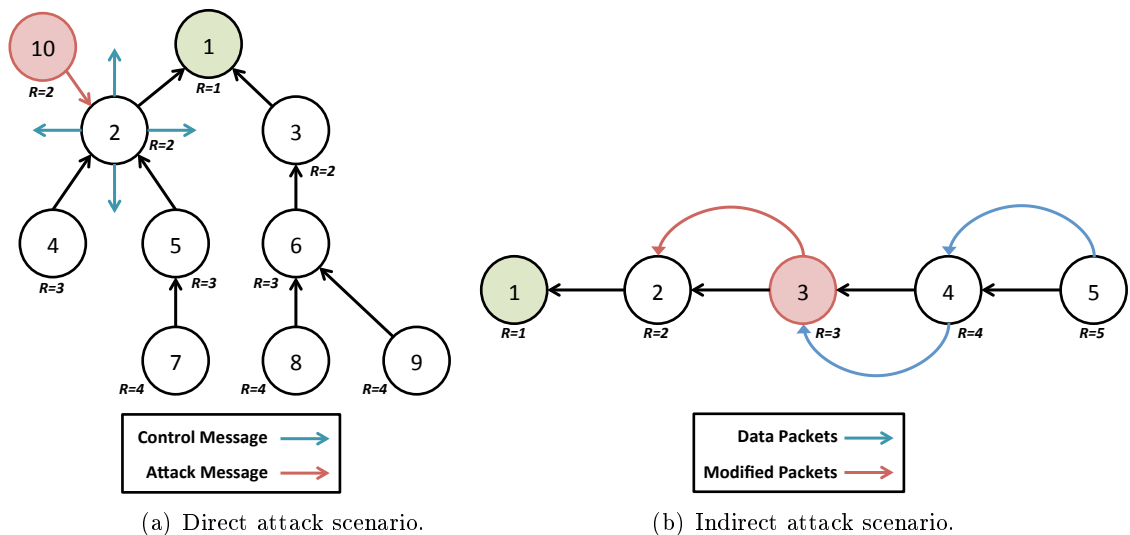 10
1
R=2
R=1
2
R=2
3
R=2
4
R=3
5
R=3
6
R=3
7
R=4
8
R=4
9
R=4
Control Message
Attack Message
(a) Direct attack scenario.
1
R=1
2
R=2
3
R=3
4
R=4
5
R=5
Data Packets
Modified Packets
(b) Indirect attack scenario.